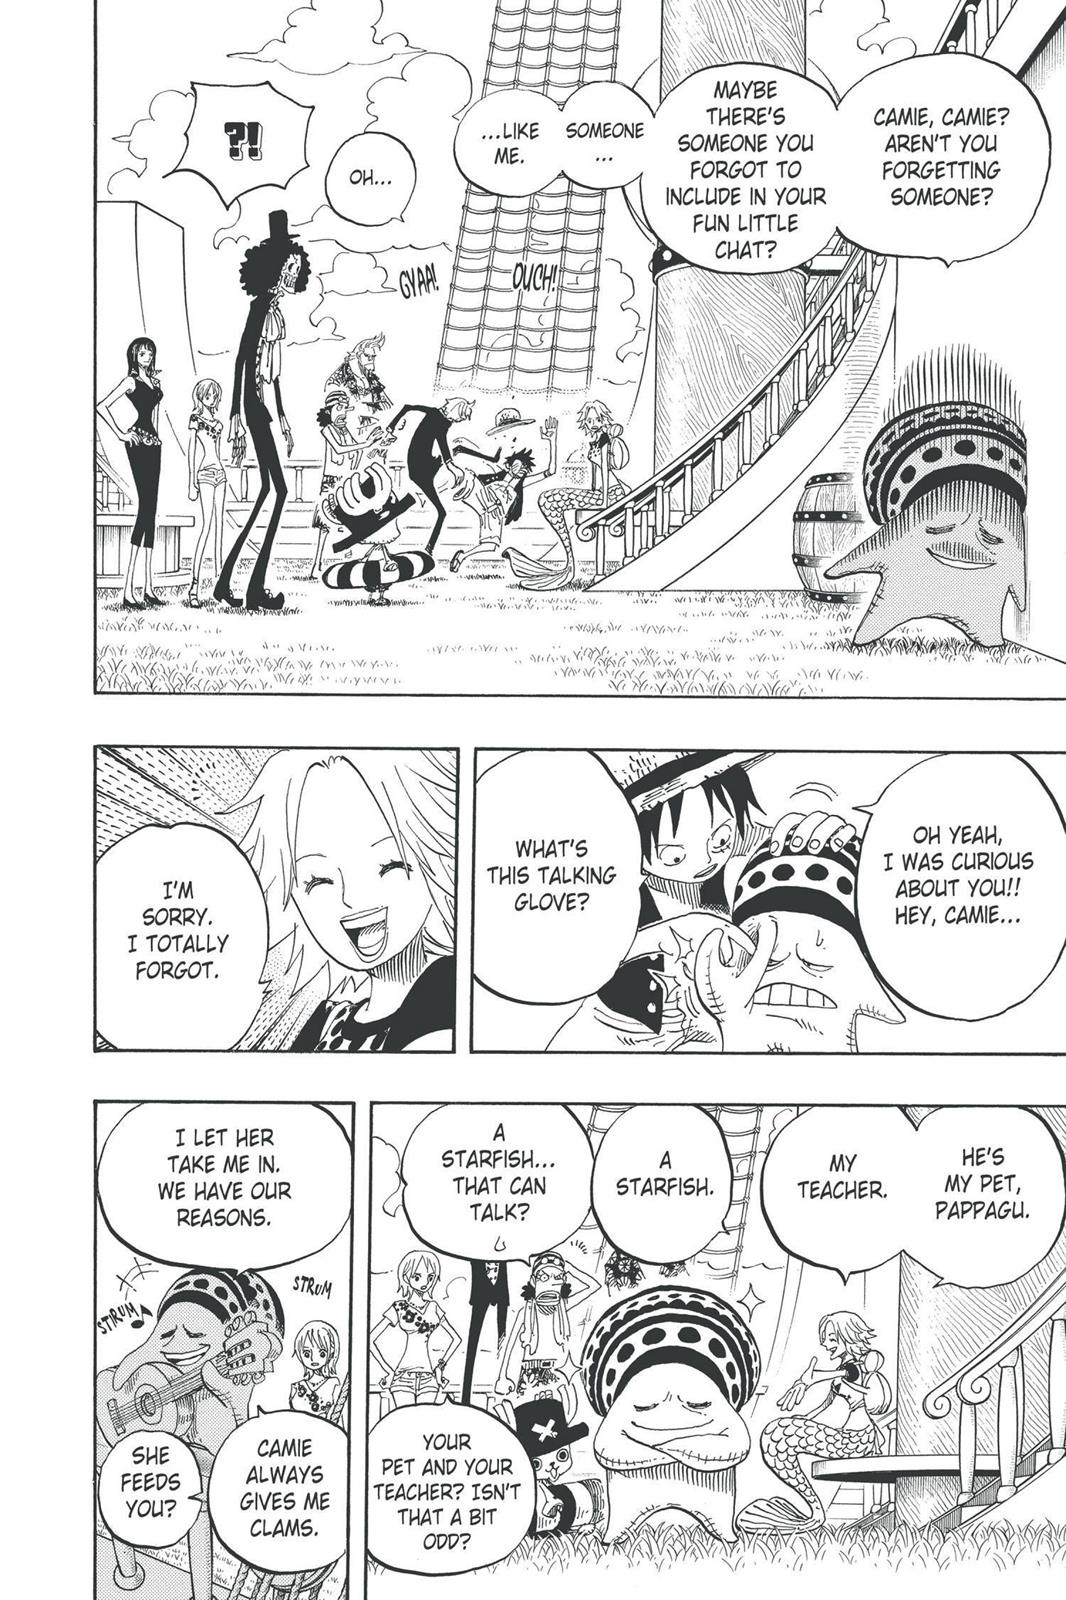 CAMIE, CAMIE?
AREN'T YOU
FORGETTING
SOMEONE?
MAYBE
THERE'S
SOMEONE YOU
FORGOT TO
INCLUDE IN YOUR
FUN LITTLE
CHAT?
SOMEONE
...
...LIKE
ME.
OH...
?!
OUCH!
GYAA!
OH YEAH,
I WAS CURIOUS
ABOUT YOU!!
HEY, CAMIE...
WHAT'S
THIS TALKING
GLOVE?
I'M
SORRY.
I TOTALLY
FORGOT.
HE'S
MY PET,
PAPPAGU.
MY
TEACHER.
A
STARFISH.
A
STARFISH...
THAT CAN
TALK?
YOUR
PET AND YOUR
TEACHER? ISN'T
THAT A BIT
ODD?
I LET HER
TAKE ME IN.
WE HAVE OUR
REASONS.
STRUM
STRUM
CAMIE
ALWAYS
GIVES ME
CLAMS.
SHE
FEEDS
YOU?